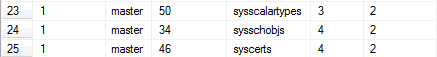 23 1 master 50 sysscalartypes 3 2
24 1 master 34 sysschobjs 4 2
25 1 master 46 syscerts 4 2